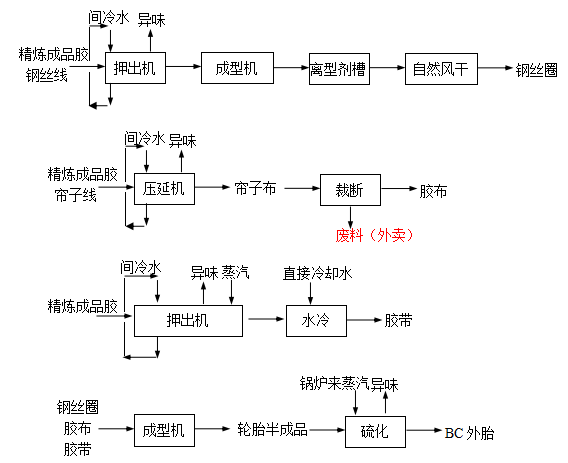 间冷水 异味
精炼成品胶
钢丝线
押出机 成型机 离型剂槽 自然风干 钢丝圈
间冷水 异味
精炼成品胶
帘子线
压延机 帘子布 裁断 胶布
废料（外卖）
间冷水 异味 蒸汽 直接冷却水
精炼成品胶 押出机 水冷 胶带
锅炉来蒸汽 异味
钢丝圈
胶布
胶带
成型机 轮胎半成品 硫化 BC 外胎